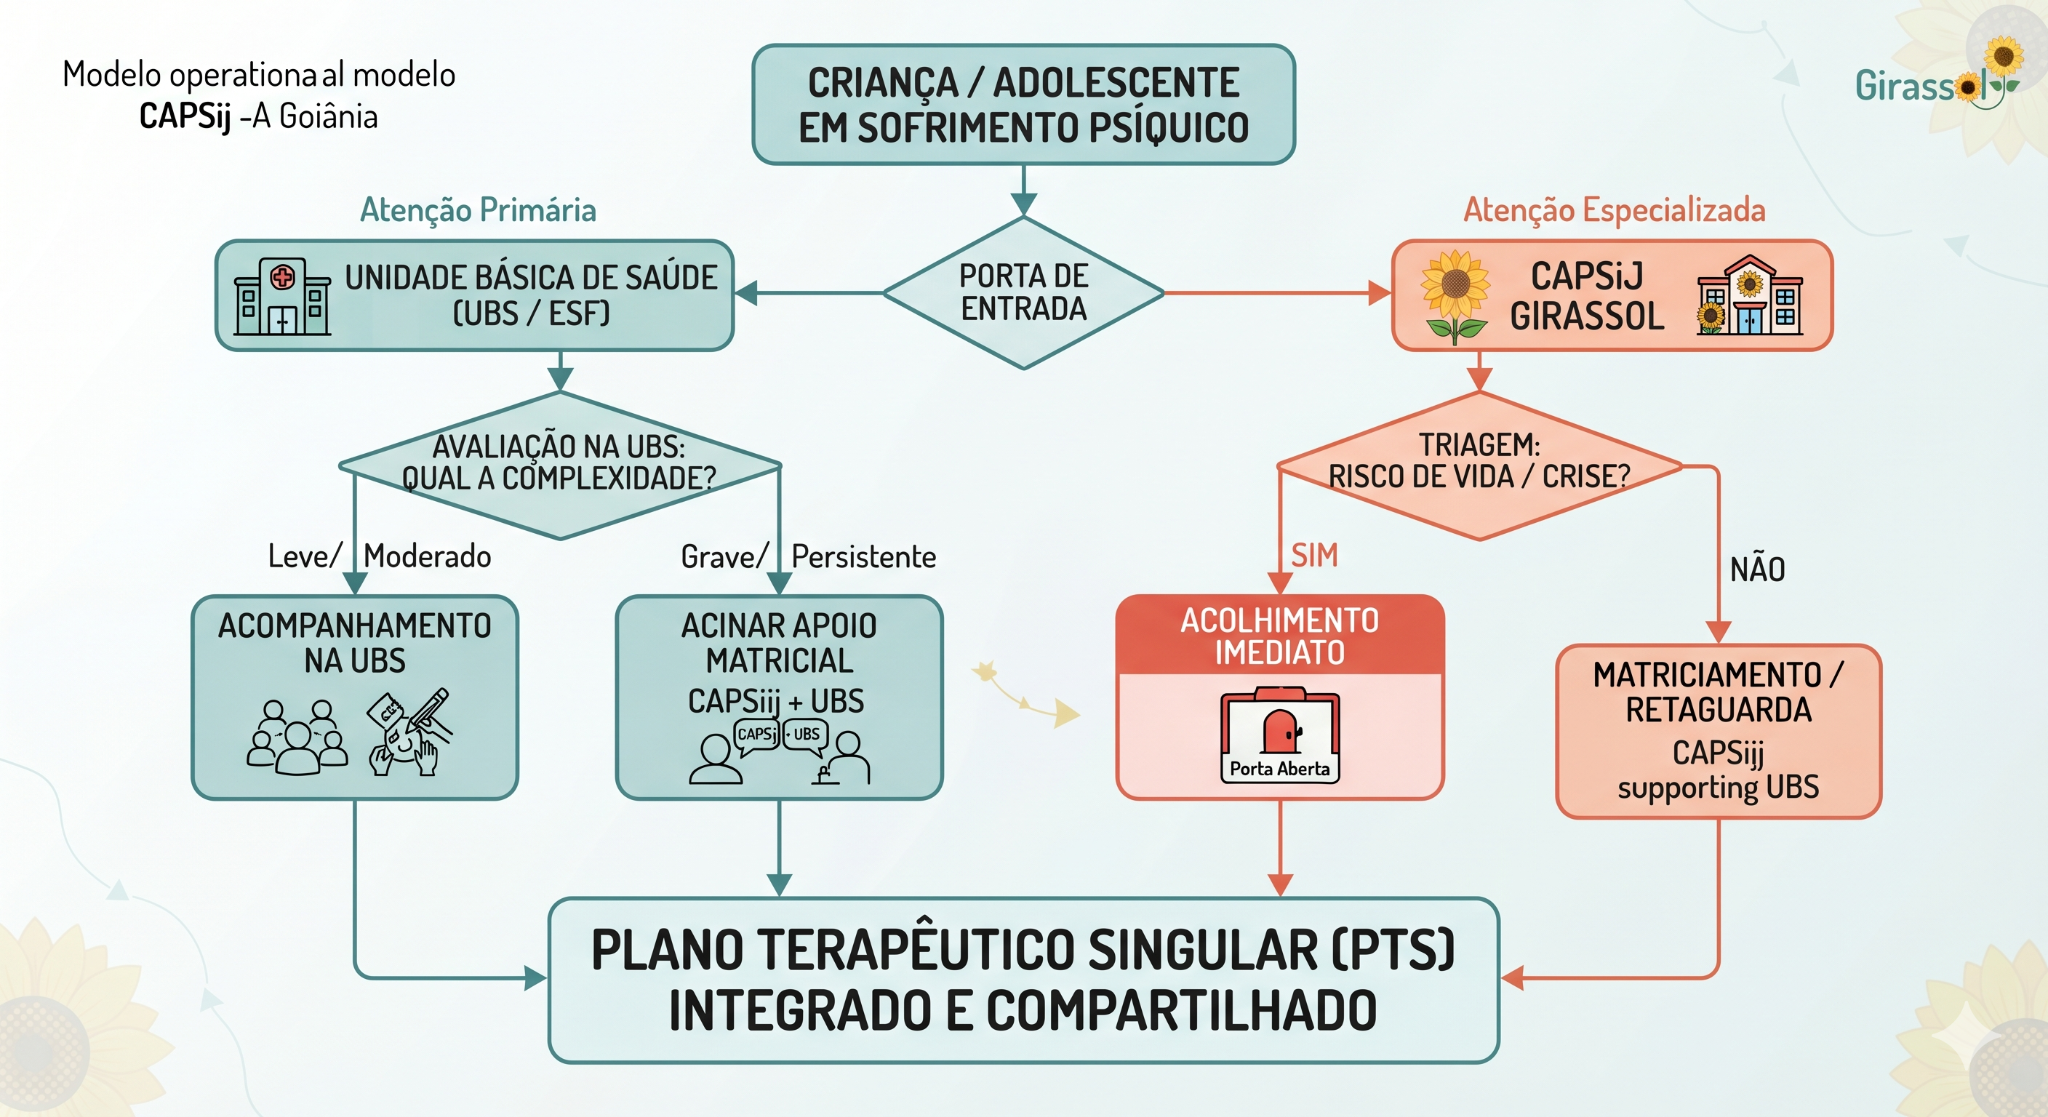 Modelo operationa al modelo
CAPSij -A Goiânia
CRIANÇA / ADOLESCENTE
EM SOFRIMENTO PSÍQUICO
Girassol
Atenção Primária
UNIDADE BÁSICA DE SAÚDE
(UBS / ESF)
PORTA DE
ENTRADA
Atenção Especializada
CAPSiJ
GIRASSOL
AVALIAÇÃO NA UBS:
QUAL A COMPLEXIDADE?
TRIAGEM:
RISCO DE VIDA / CRISE?
Leve/ Moderado
Grave/ Persistente
SIM
NÃO
ACOMPANHAMENTO
NA UBS
ACINAR APOIO
MATRICIAL
CAPSiij + UBS
CAPSj
- UBS
ACOLHIMENTO
IMEDIATO
Porta Aberta
MATRICIAMENTO /
RETAGUARDA
CAPSijj
supporting UBS
PLANO TERAPÊUTICO SINGULAR (PTS)
INTEGRADO E COMPARTILHADO